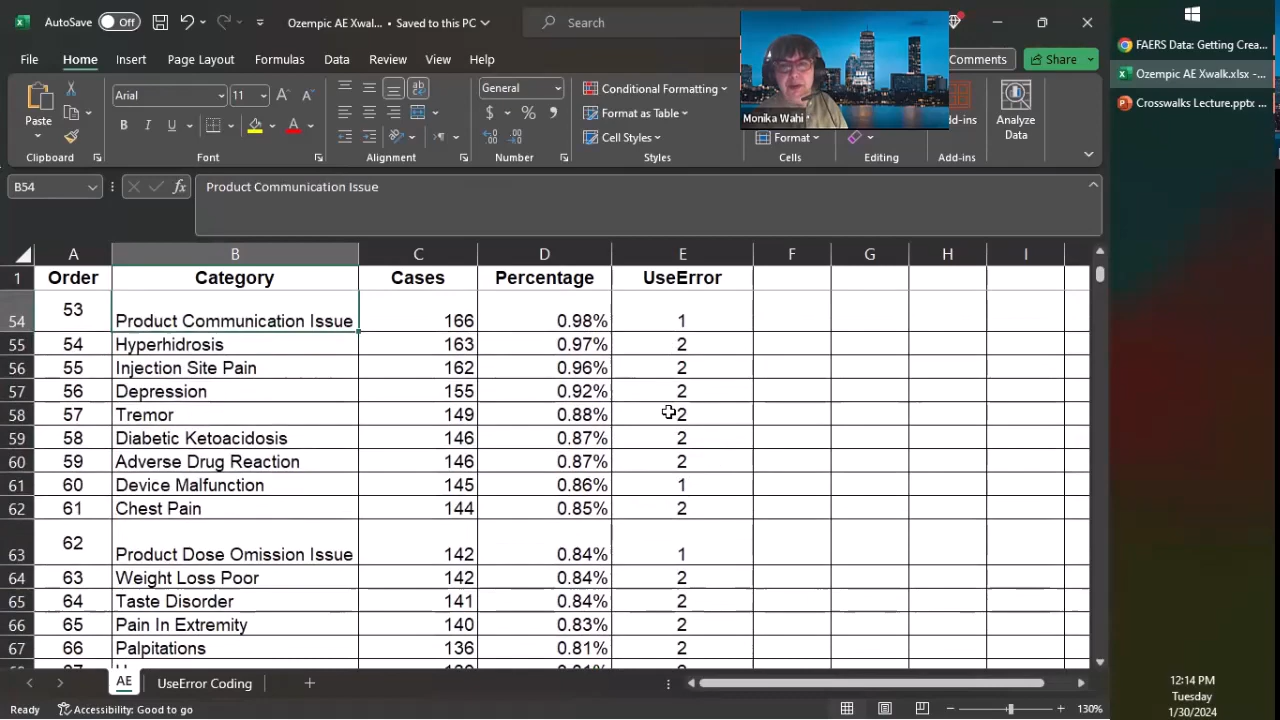 AutoSave Off Ozempic AE Xwalk... • Saved to this PC Search
FAERS Data: Getting Crea...
File Home Insert Page Layout Formulas Data Review View Help Comments Share
Ozempic AE Xwalk.xlsx - ...
Crosswalks Lecture.pptx ...
Paste Arial 11 General Conditional Formatting
Format as Table
Cell Styles
Format
Add-ins
Analyze
Data
Monika Wahi
Clipboard Font Alignment Number Styles Cells Editing Add-ins
B54 fx Product Communication Issue
A B C D E F G H I
1 Order Category Cases Percentage UseError
54 53 Product Communication Issue 166 0.98% 1
55 54 Hyperhidrosis 163 0.97% 2
56 55 Injection Site Pain 162 0.96% 2
57 56 Depression 155 0.92% 2
58 57 Tremor 149 0.88% 2
59 58 Diabetic Ketoacidosis 146 0.87% 2
60 59 Adverse Drug Reaction 146 0.87% 2
61 60 Device Malfunction 145 0.86% 1
62 61 Chest Pain 144 0.85% 2
63 62 Product Dose Omission Issue 142 0.84% 1
64 63 Weight Loss Poor 142 0.84% 2
65 64 Taste Disorder 141 0.84% 2
66 65 Pain In Extremity 140 0.83% 2
67 66 Palpitations 136 0.81% 2
AE UseError Coding
Ready Accessibility: Good to go 130%
12:14 PM
Tuesday
1/30/2024